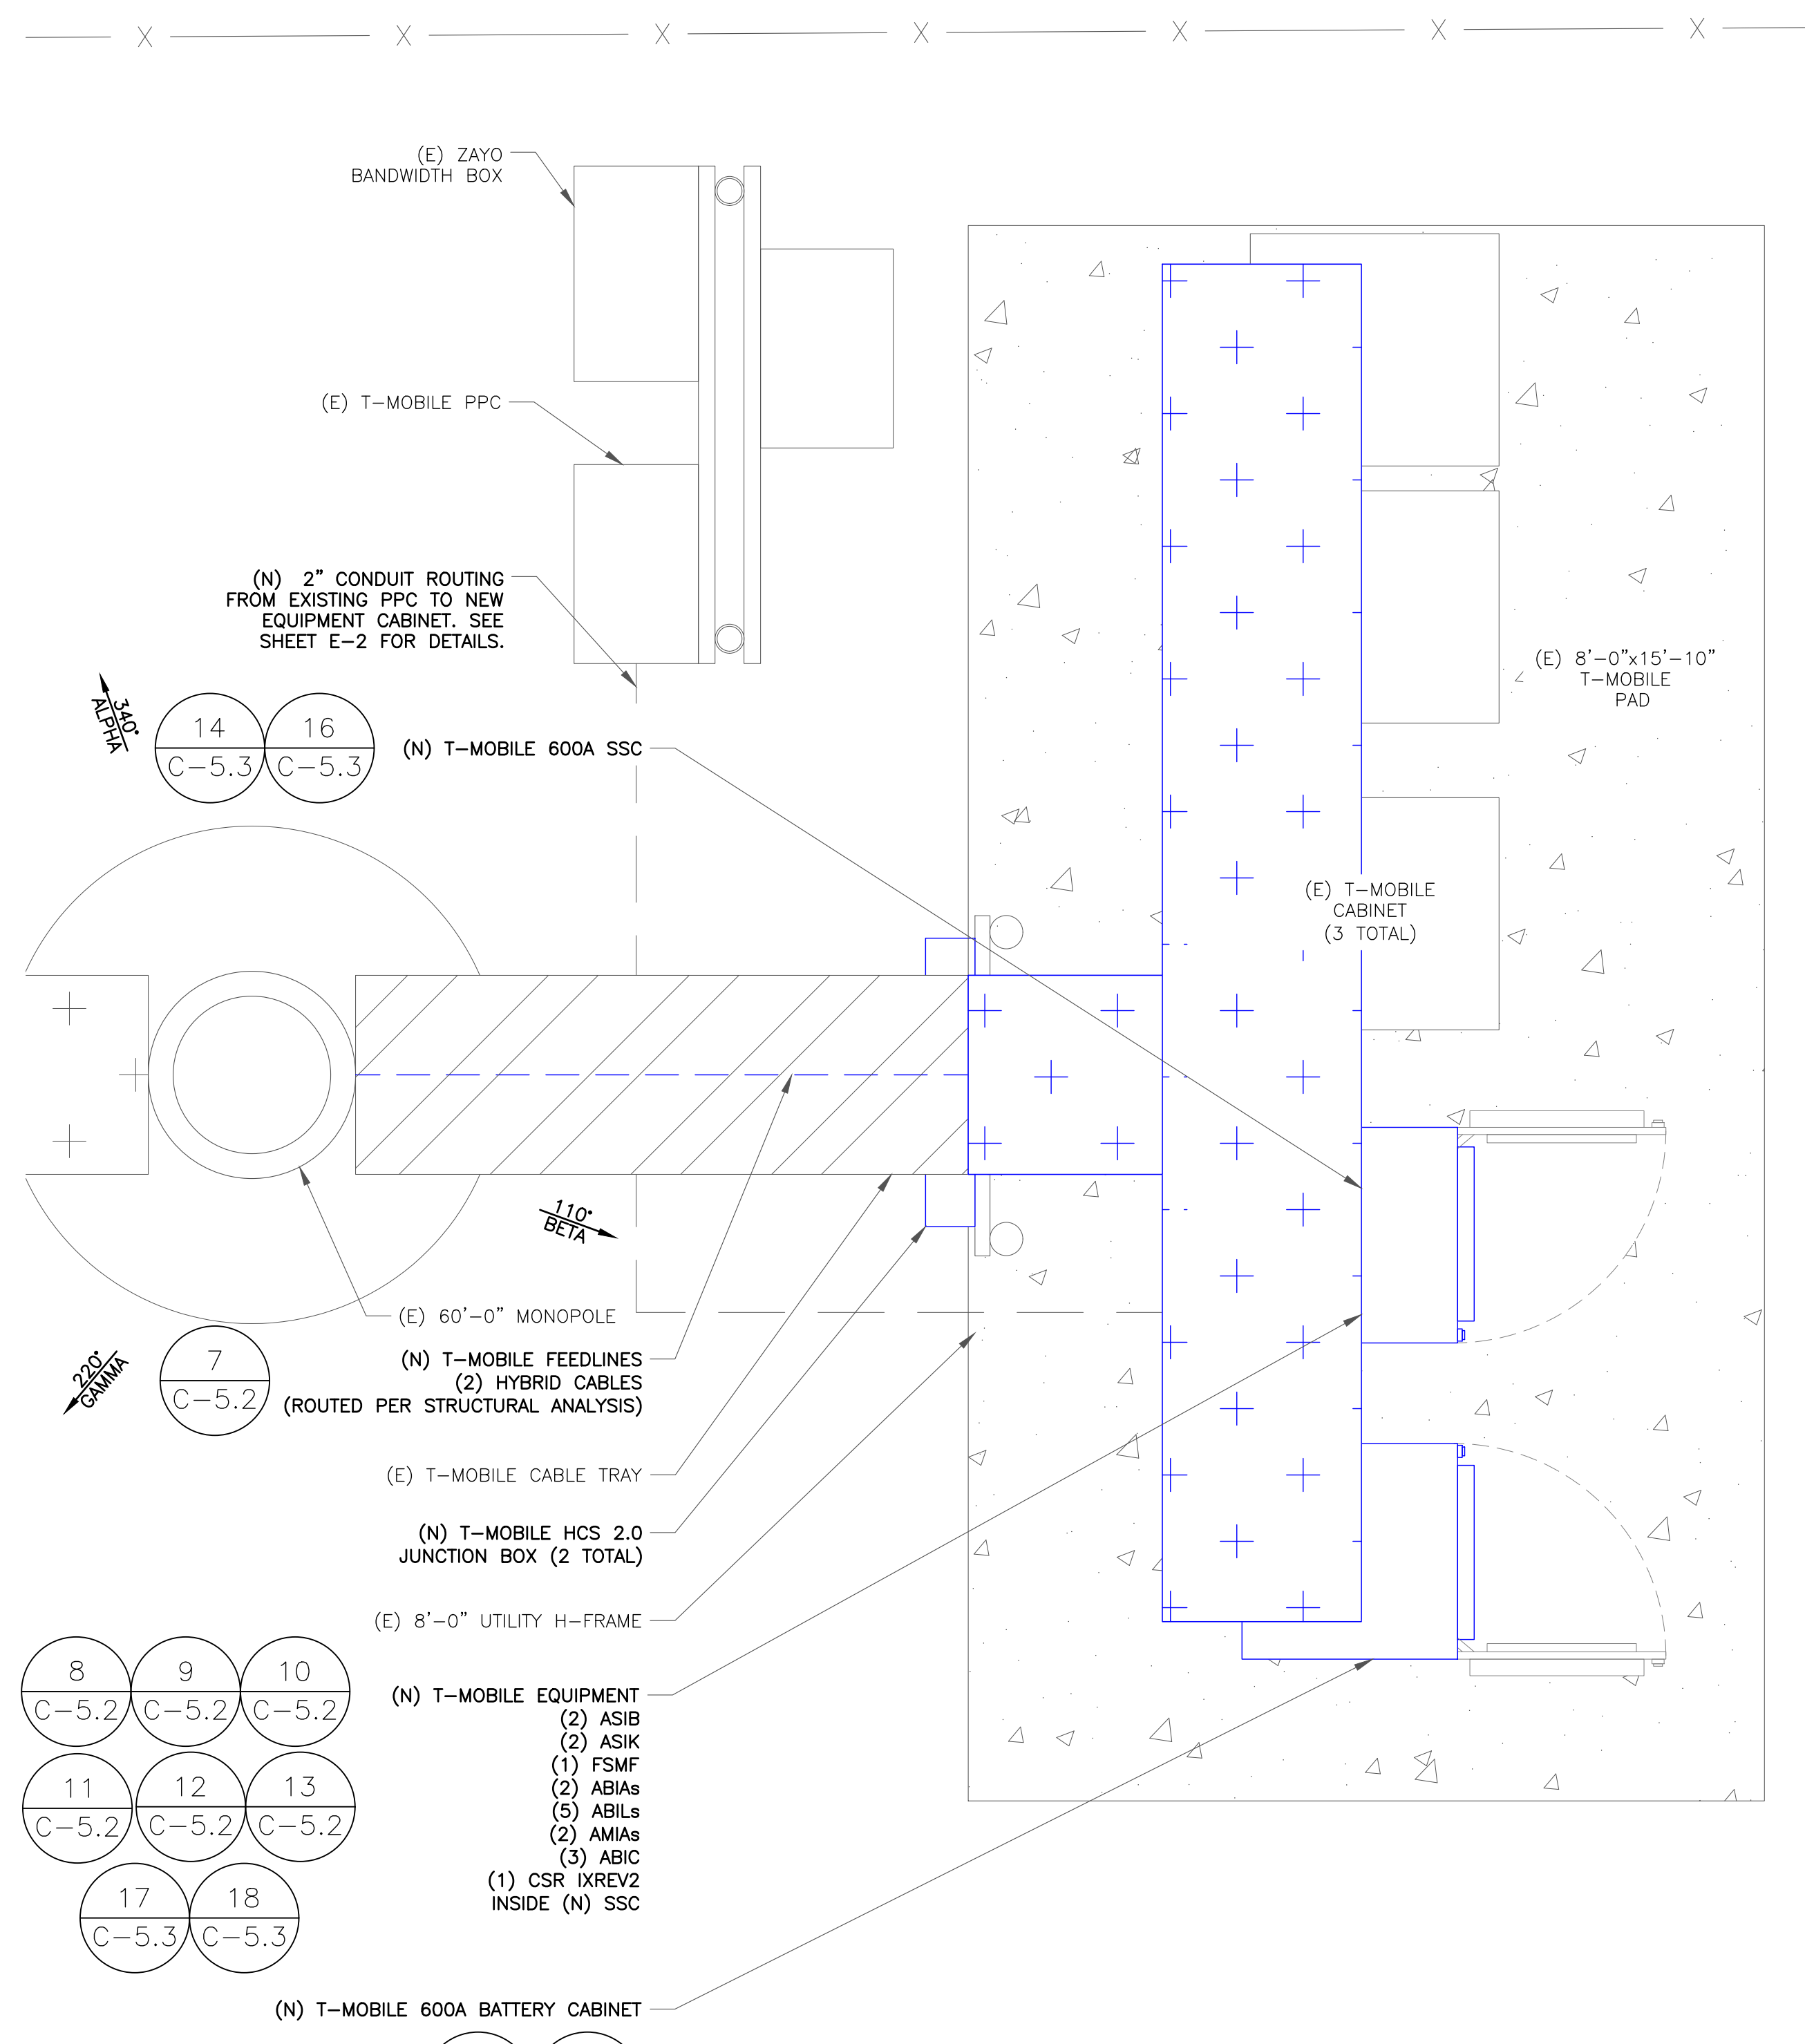 (E) ZAYO
BANDWIDTH BOX
(E) T-MOBILE PPC
(N) 2" CONDUIT ROUTING
FROM EXISTING PPC TO NEW
EQUIPMENT CABINET. SEE
SHEET E-2 FOR DETAILS.
(E) 8'-0"x15'-10"
T-MOBILE
PAD
340°
ALPHA
14
C-5.3
16
C-5.3
(N) T-MOBILE 600A SSC
(E) T-MOBILE
CABINET
(3 TOTAL)
110°
BETA
(E) 60'-0" MONOPOLE
220°
GAMMA
7
C-5.2
(N) T-MOBILE FEEDLINES
(2) HYBRID CABLES
(ROUTED PER STRUCTURAL ANALYSIS)
(E) T-MOBILE CABLE TRAY
(N) T-MOBILE HCS 2.0
JUNCTION BOX (2 TOTAL)
(E) 8'-0" UTILITY H-FRAME
8
C-5.2
9
C-5.2
10
C-5.2
11
C-5.2
12
C-5.2
13
C-5.2
17
C-5.3
18
C-5.3
(N) T-MOBILE EQUIPMENT
(2) ASIB
(2) ASIK
(1) FSMF
(2) ABIAs
(5) ABILs
(2) AMIAs
(3) ABIC
(1) CSR IXREV2
INSIDE (N) SSC
(N) T-MOBILE 600A BATTERY CABINET